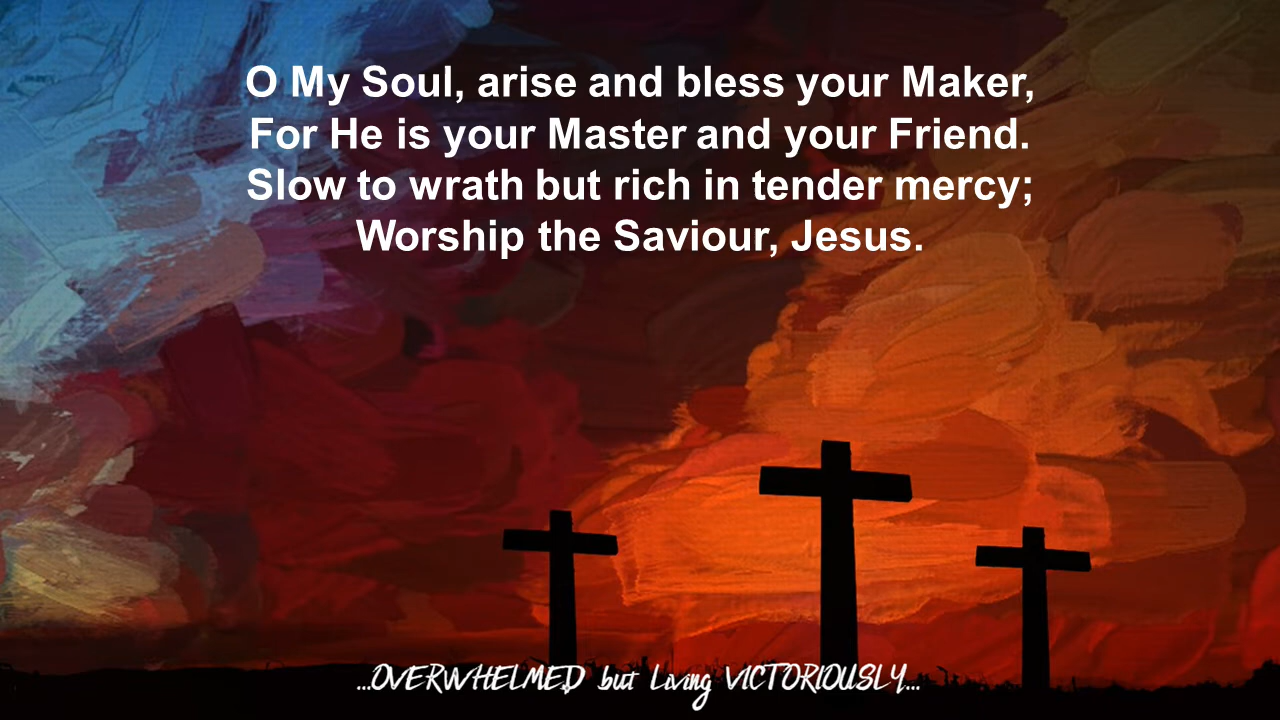 O My Soul, arise and bless your Maker,
For He is your Master and your Friend.
Slow to wrath but rich in tender mercy;
Worship the Saviour, Jesus.
...OVERWHELMED but Living VICTORIOUSLY...